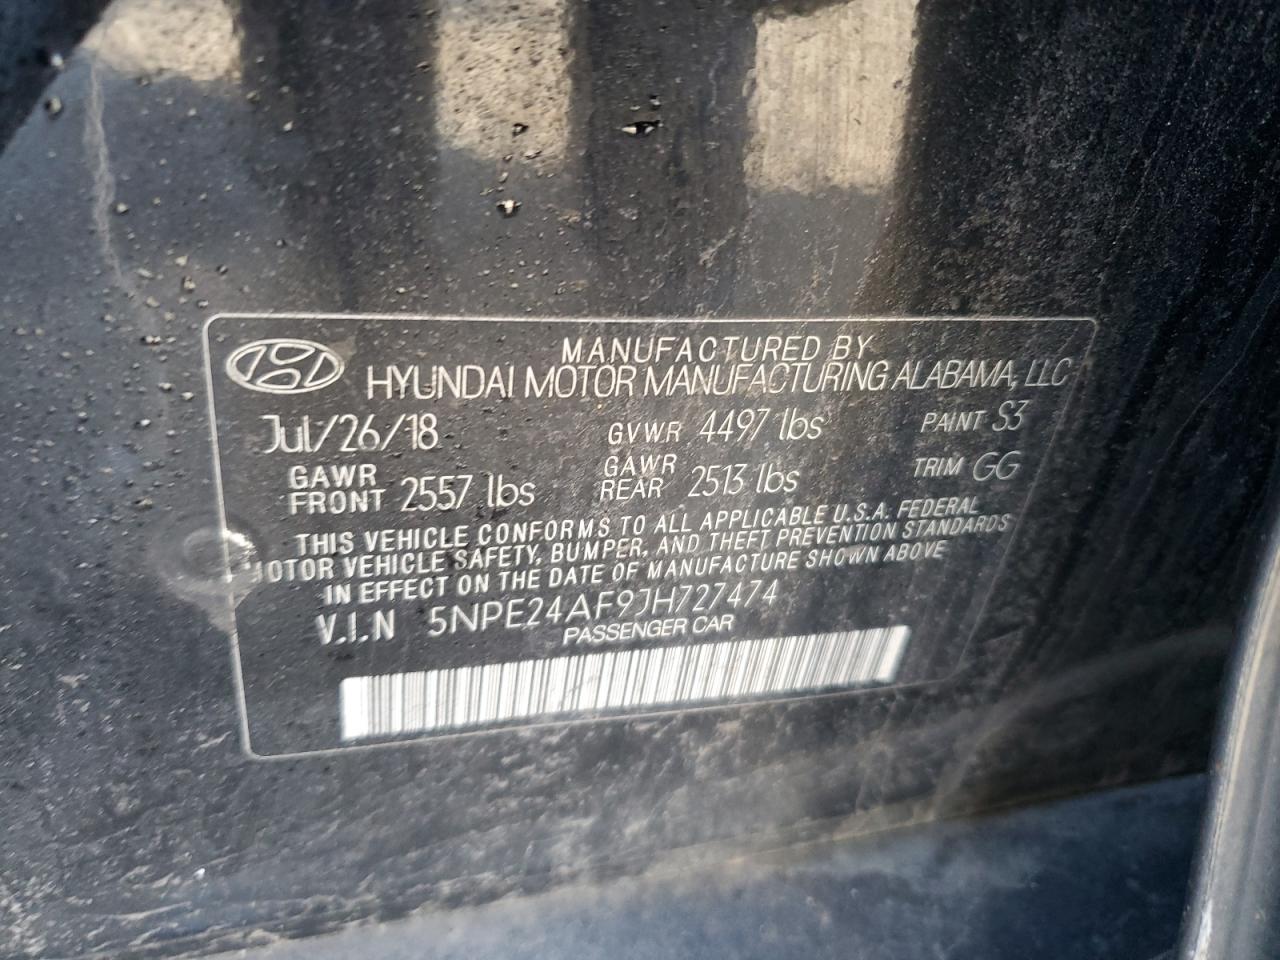 MANUFACTURED BY
HYUNDAI MOTOR MANUFACTURING ALABAMA, LLC
Jul/26/18 GVWR 4497 lbs PAINT S3
GAWR FRONT 2557 lbs GAWR REAR 2513 lbs TRIM GG
THIS VEHICLE CONFORMS TO ALL APPLICABLE U.S.A. FEDERAL
MOTOR VEHICLE SAFETY, BUMPER, AND THEFT PREVENTION STANDARDS
IN EFFECT ON THE DATE OF MANUFACTURE SHOWN ABOVE
V.I.N 5NPE24AF9JH727474
PASSENGER CAR